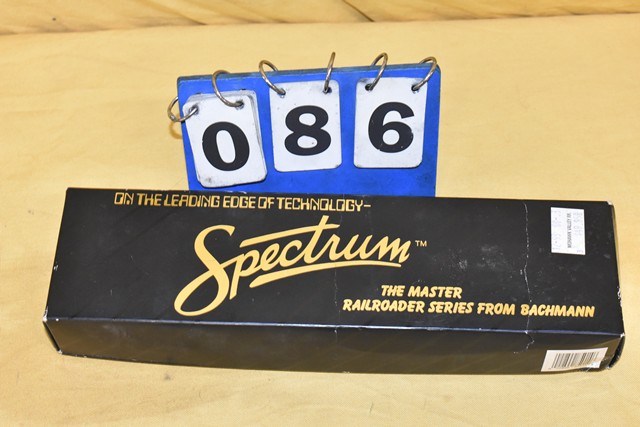 086
ON THE LEADING EDGE OF TECHNOLOGY-
Spectrum™
THE MASTER
RAILROADER SERIES FROM BACHMANN